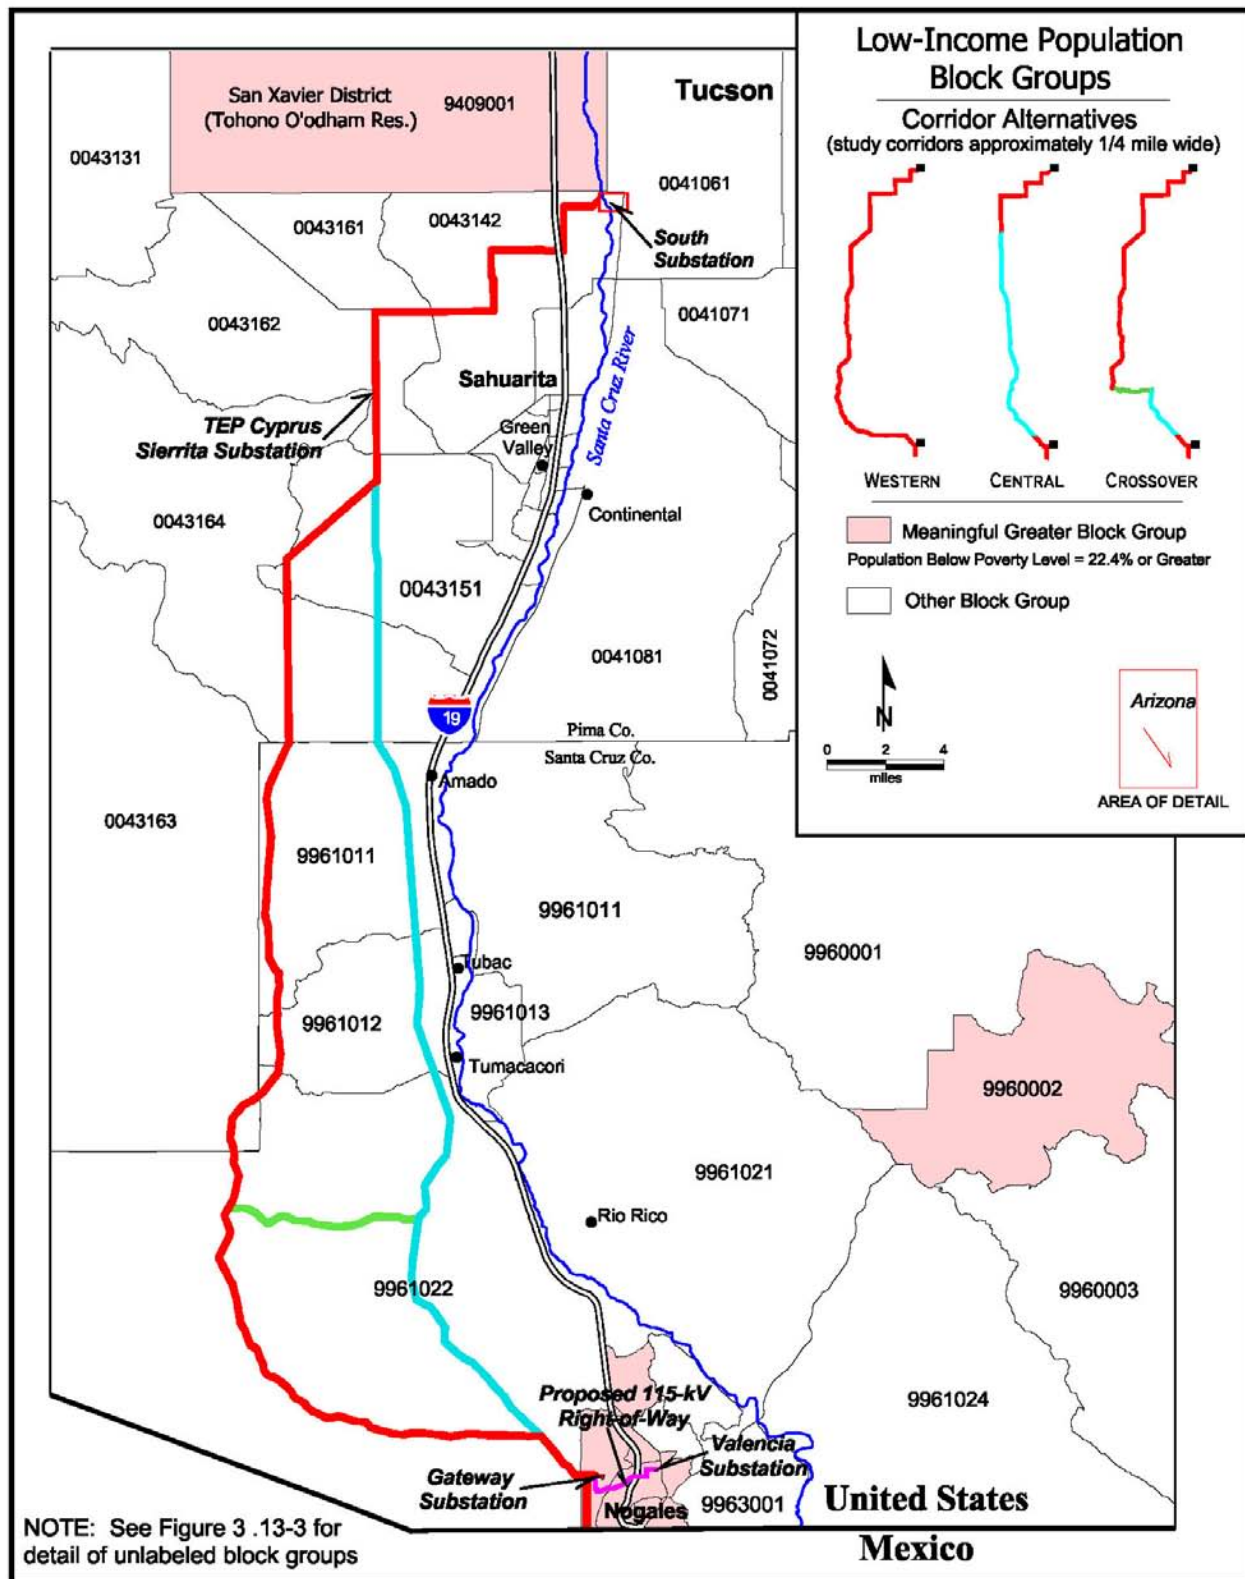 Low-Income Population
Block Groups
Corridor Alternatives
(study corridors approximately 1/4 mile wide)
WESTERN
CENTRAL
CROSSOVER
Meaningful Greater Block Group
Population Below Poverty Level = 22.4% or Greater
Other Block Group
N
0 2 4
miles
Arizona
AREA OF DETAIL
San Xavier District
(Tohono O'odham Res.)
9409001
Tucson
0043131
0041061
0043161
0043142
South
Substation
0043162
0041071
Santa Cruz River
Sahuarita
TEP Cyprus
Sierrita Substation
Green
Valley
0043164
Continental
0043151
0041081
0041072
19
Pima Co.
Santa Cruz Co.
Amado
0043163
9961011
9961011
9960001
Tubac
9961012
9961013
Tumacacori
9960002
9961021
Rio Rico
9961022
9960003
Proposed 115-kV
Right-of-Way
9961024
Valencia
Substation
Gateway
Substation
Nogales
9963001
United States
Mexico
NOTE: See Figure 3 .13-3 for
detail of unlabeled block groups